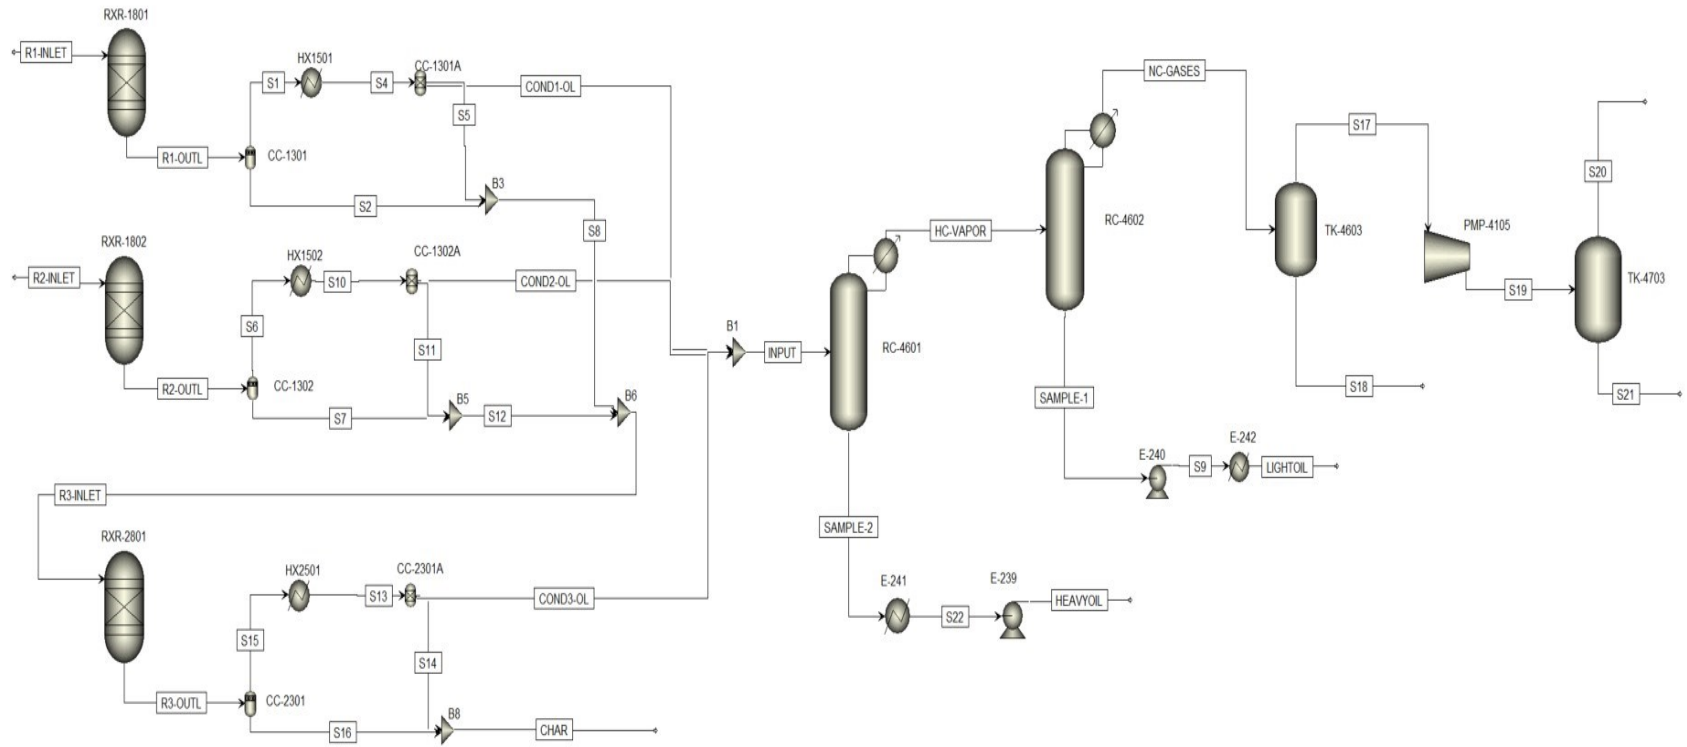 RXR-1801
R1-INLET
HX1501
CC-1301A
S1
S4
COND1-OL
S5
R1-OUTL
CC-1301
B3
S2
S8
RXR-1802
R2-INLET
HX1502
CC-1302A
S10
COND2-OL
S6
S11
R2-OUTL
CC-1302
B5
S7
S12
B6
R3-INLET
RXR-2801
HX2501
CC-2301A
S13
COND3-OL
S15
S14
R3-OUTL
CC-2301
S16
B8
CHAR
B1
INPUT
RC-4601
HC-VAPOR
SAMPLE-2
E-241
S22
E-239
HEAVYOIL
NC-GASES
RC-4602
SAMPLE-1
E-240
S9
E-242
LIGHTOIL
S17
TK-4603
S18
PMP-4105
S19
S20
TK-4703
S21